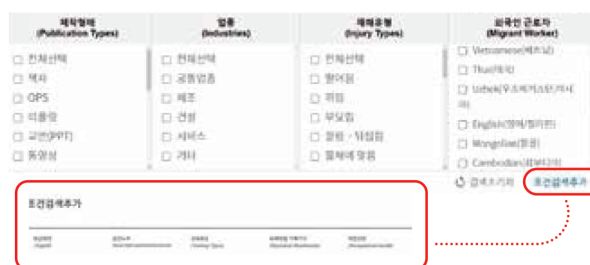 제작형태
(Publication Types)
전체선택
책자
OPS
리플릿
교안(PPT)
동영상
업종
(Industries)
전체선택
공통업종
제조
건설
서비스
기타
재해유형
(Injury Types)
전체선택
떨어짐
끼임
부딪힘
깔림 · 뒤집힘
물체에 맞음
외국인 근로자
(Migrant Worker)
Vietnamese(베트남)
Thai(태국)
Uzbek(우즈베키스탄/러시아)
English(영어/필리핀)
Mongolian(몽골)
Cambodian(캄보디아)
검색초기화
조건검색추가
조건검색추가